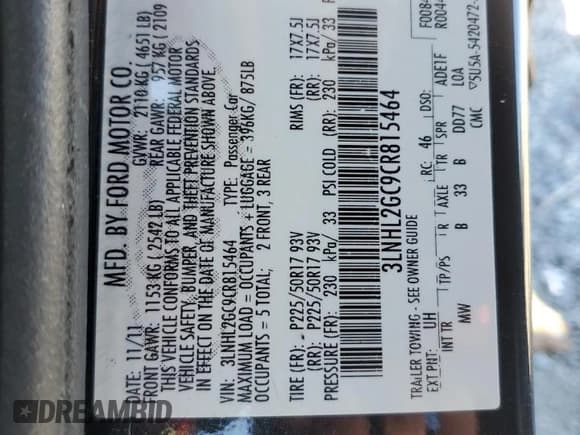 MFD. BY FORD MOTOR CO.
DATE: 11/11 GVWR: 2110 KG ( 4651 LB)
FRONT GAWR: 1153 KG ( 2542 LB) REAR GAWR: 957 KG ( 2109
THIS VEHICLE CONFORMS TO ALL APPLICABLE FEDERAL MOTOR
VEHICLE SAFETY, BUMPER, AND THEFT PREVENTION STANDARDS
IN EFFECT ON THE DATE OF MANUFACTURE SHOWN ABOVE
VIN: 3LNHL2GC9CR815464 TYPE: Passenger Car
MAXIMUM LOAD = OCCUPANTS + LUGGAGE = 396KG/ 875LB
OCCUPANTS = 5 TOTAL; 2 FRONT, 3 REAR
TIRE (FR): P225/50R17 93V RIMS (FR): 17X7.5J
(RR): P225/50R17 93V (RR): 17X7.5J
PRESSURE (FR): 230 kPa/ 33 PSI COLD (RR): 230 kPa/ 33
3LNHL2GC9CR815464
F008
R004
TRAILER TOWING - SEE OWNER GUIDE
EXT PNT: UH RC: 46 DSO:
INT TR TP/PS R AXLE TR SPR ADE1F
MW B 33 B DD77 LOA
CMC ▽5USA-5420472-
DREAMBID